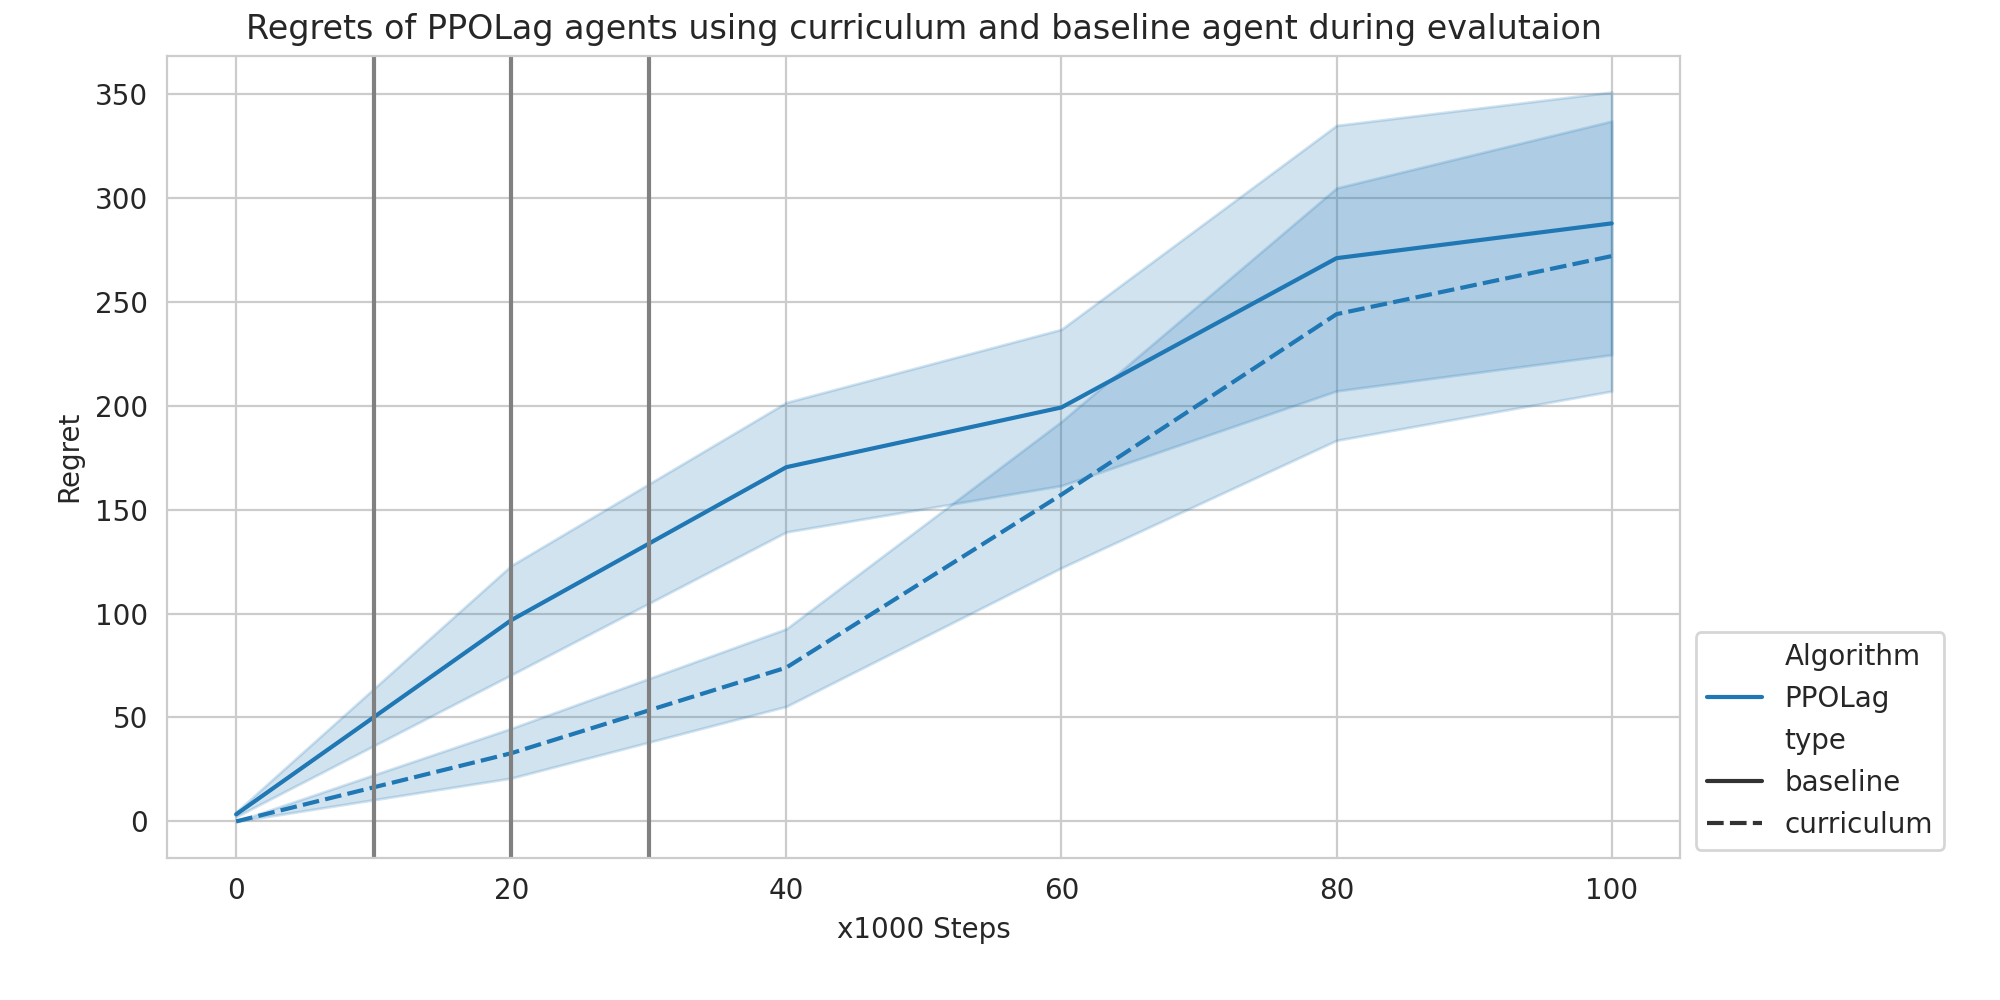 Regrets of PPOLag agents using curriculum and baseline agent during evalutaion
350
300
250
200
150
100
50
0
Regret
0 20 40 60 80 100
x1000 Steps
Algorithm
PPOLag
type
baseline
curriculum